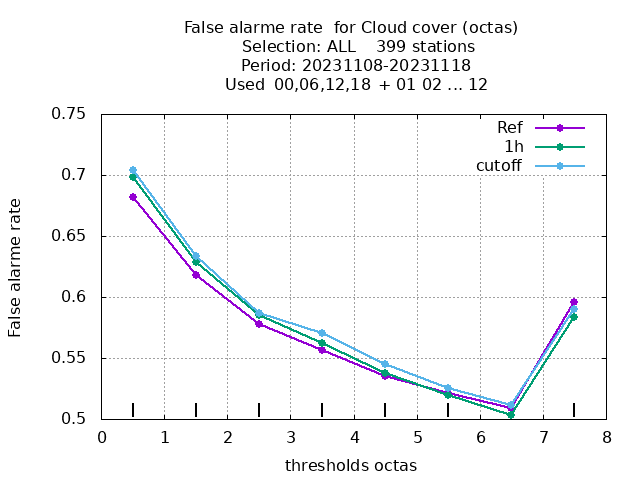 False alarme rate  for Cloud cover (octas)
Selection: ALL    399 stations
Period: 20231108-20231118
Used  00,06,12,18  + 01 02 ... 12
Ref
1h
cutoff
False alarme rate
0.75
0.7
0.65
0.6
0.55
0.5
0 1 2 3 4 5 6 7 8
thresholds octas